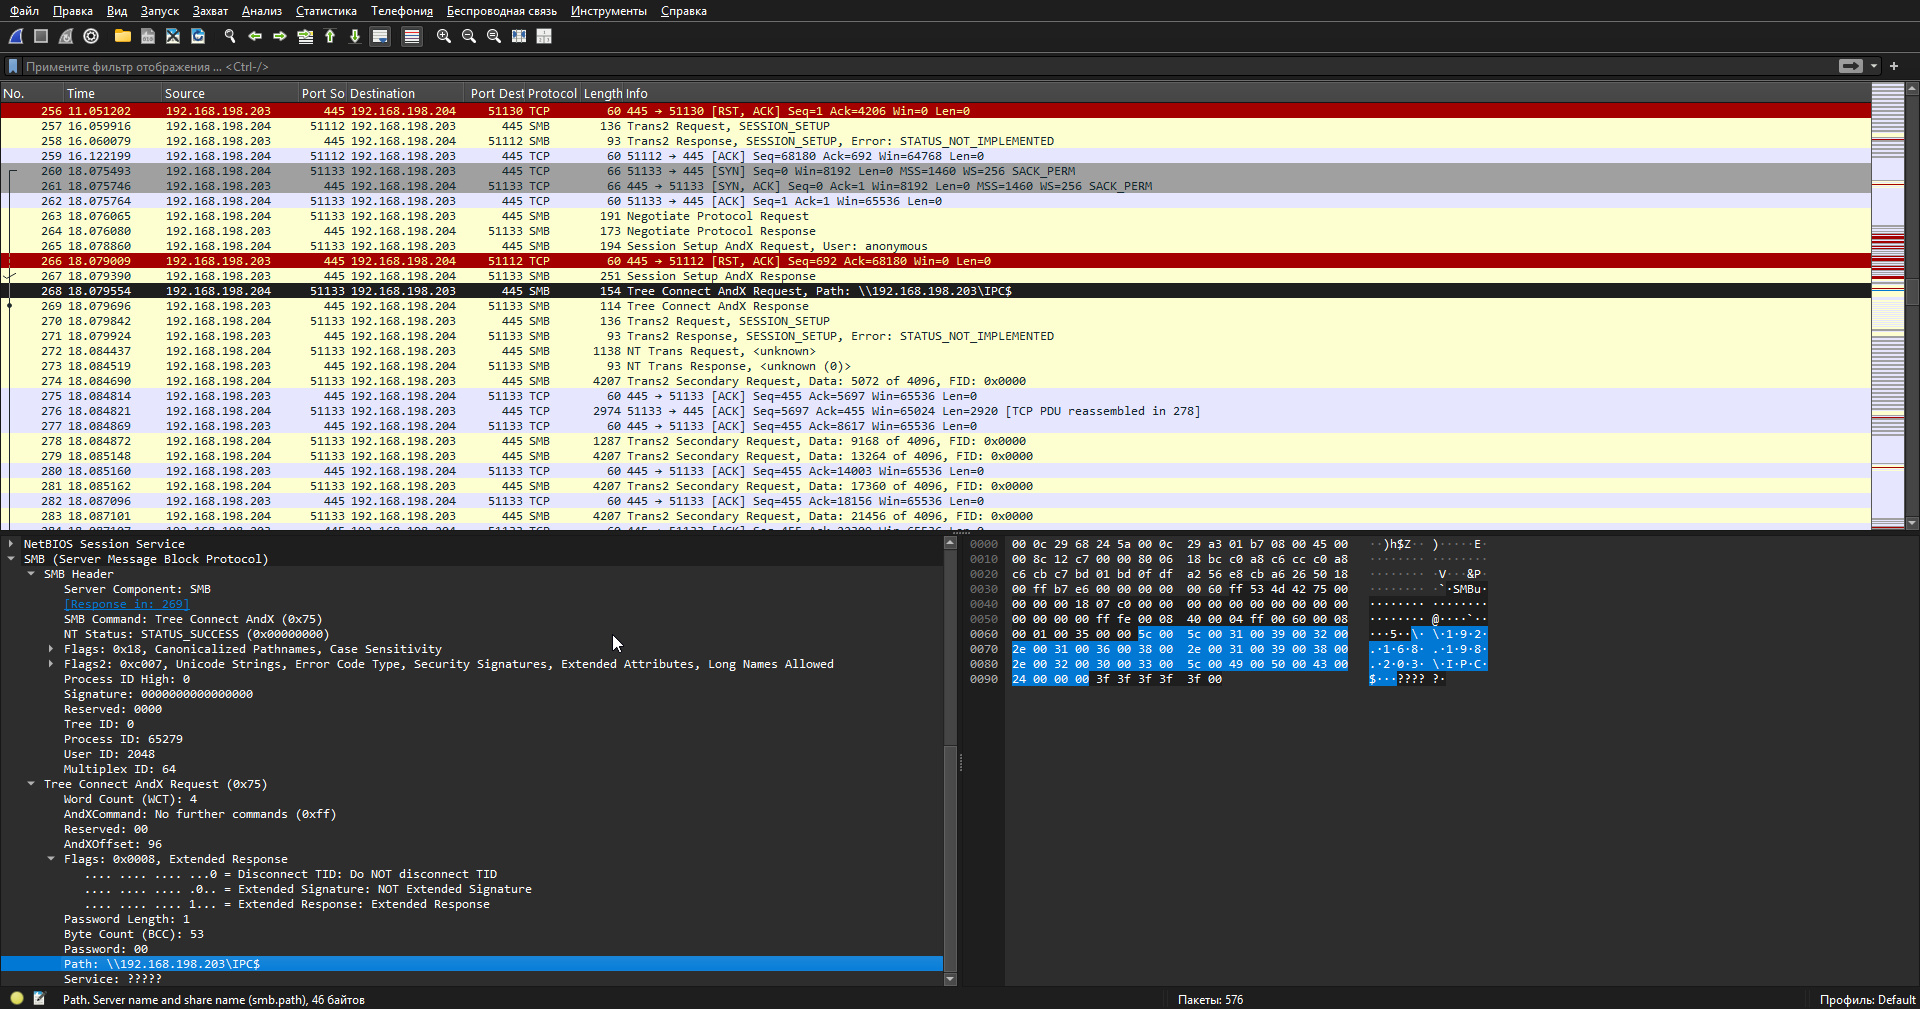 Файл Правка Вид Запуск Захват Анализ Статистика Телефония Беспроводная связь Инструменты Справка
Примените фильтр отображения ... <Ctrl-/>
No. Time Source Port So Destination Port Dest Protocol Length Info
256 11.051202 192.168.198.203 445 192.168.198.204 51130 TCP 60 445 → 51130 [RST, ACK] Seq=1 Ack=4206 Win=0 Len=0
257 16.059916 192.168.198.204 51112 192.168.198.203 445 SMB 136 Trans2 Request, SESSION_SETUP
258 16.060079 192.168.198.203 445 192.168.198.204 51112 SMB 93 Trans2 Response, SESSION_SETUP, Error: STATUS_NOT_IMPLEMENTED
259 16.122199 192.168.198.204 51112 192.168.198.203 445 TCP 60 51112 → 445 [ACK] Seq=68180 Ack=692 Win=64768 Len=0
260 18.075493 192.168.198.204 51133 192.168.198.203 445 TCP 66 51133 → 445 [SYN] Seq=0 Win=8192 Len=0 MSS=1460 WS=256 SACK_PERM
261 18.075746 192.168.198.203 445 192.168.198.204 51133 TCP 66 445 → 51133 [SYN, ACK] Seq=0 Ack=1 Win=8192 Len=0 MSS=1460 WS=256 SACK_PERM
262 18.075764 192.168.198.204 51133 192.168.198.203 445 TCP 60 51133 → 445 [ACK] Seq=1 Ack=1 Win=65536 Len=0
263 18.076065 192.168.198.204 51133 192.168.198.203 445 SMB 191 Negotiate Protocol Request
264 18.076080 192.168.198.203 445 192.168.198.204 51133 SMB 173 Negotiate Protocol Response
265 18.078860 192.168.198.204 51133 192.168.198.203 445 SMB 194 Session Setup AndX Request, User: anonymous
266 18.079009 192.168.198.203 445 192.168.198.204 51112 TCP 60 445 → 51112 [RST, ACK] Seq=692 Ack=68180 Win=0 Len=0
267 18.079390 192.168.198.203 445 192.168.198.204 51133 SMB 251 Session Setup AndX Response
268 18.079554 192.168.198.204 51133 192.168.198.203 445 SMB 154 Tree Connect AndX Request, Path: \\192.168.198.203\IPC$
269 18.079696 192.168.198.203 445 192.168.198.204 51133 SMB 114 Tree Connect AndX Response
270 18.079842 192.168.198.204 51133 192.168.198.203 445 SMB 136 Trans2 Request, SESSION_SETUP
271 18.079924 192.168.198.203 445 192.168.198.204 51133 SMB 93 Trans2 Response, SESSION_SETUP, Error: STATUS_NOT_IMPLEMENTED
272 18.084437 192.168.198.204 51133 192.168.198.203 445 SMB 1138 NT Trans Request, <unknown>
273 18.084519 192.168.198.203 445 192.168.198.204 51133 SMB 93 NT Trans Response, <unknown (0)>
274 18.084690 192.168.198.204 51133 192.168.198.203 445 SMB 4207 Trans2 Secondary Request, Data: 5072 of 4096, FID: 0x0000
275 18.084814 192.168.198.203 445 192.168.198.204 51133 TCP 60 445 → 51133 [ACK] Seq=455 Ack=5697 Win=65536 Len=0
276 18.084821 192.168.198.204 51133 192.168.198.203 445 TCP 2974 51133 → 445 [ACK] Seq=5697 Ack=455 Win=65024 Len=2920 [TCP PDU reassembled in 278]
277 18.084869 192.168.198.203 445 192.168.198.204 51133 TCP 60 445 → 51133 [ACK] Seq=455 Ack=8617 Win=65536 Len=0
278 18.084872 192.168.198.204 51133 192.168.198.203 445 SMB 1287 Trans2 Secondary Request, Data: 9168 of 4096, FID: 0x0000
279 18.085148 192.168.198.204 51133 192.168.198.203 445 SMB 4207 Trans2 Secondary Request, Data: 13264 of 4096, FID: 0x0000
280 18.085160 192.168.198.203 445 192.168.198.204 51133 TCP 60 445 → 51133 [ACK] Seq=455 Ack=14003 Win=65536 Len=0
281 18.085162 192.168.198.204 51133 192.168.198.203 445 SMB 4207 Trans2 Secondary Request, Data: 17360 of 4096, FID: 0x0000
282 18.087096 192.168.198.203 445 192.168.198.204 51133 TCP 60 445 → 51133 [ACK] Seq=455 Ack=18156 Win=65536 Len=0
283 18.087101 192.168.198.204 51133 192.168.198.203 445 SMB 4207 Trans2 Secondary Request, Data: 21456 of 4096, FID: 0x0000
NetBIOS Session Service
SMB (Server Message Block Protocol)
SMB Header
Server Component: SMB
[Response in: 269]
SMB Command: Tree Connect AndX (0x75)
NT Status: STATUS_SUCCESS (0x00000000)
Flags: 0x18, Canonicalized Pathnames, Case Sensitivity
Flags2: 0xc007, Unicode Strings, Error Code Type, Security Signatures, Extended Attributes, Long Names Allowed
Process ID High: 0
Signature: 0000000000000000
Reserved: 0000
Tree ID: 0
Process ID: 65279
User ID: 2048
Multiplex ID: 64
Tree Connect AndX Request (0x75)
Word Count (WCT): 4
AndXCommand: No further commands (0xff)
Reserved: 00
AndXOffset: 96
Flags: 0x0008, Extended Response
.... .... .... ...0 = Disconnect TID: Do NOT disconnect TID
.... .... .... .0.. = Extended Signature: NOT Extended Signature
.... .... .... 1... = Extended Response: Extended Response
Password Length: 1
Byte Count (BCC): 53
Password: 00
Path: \\192.168.198.203\IPC$
Service: ?????
0000 00 0c 29 68 24 5a 00 0c 29 a3 01 b7 08 00 45 00 ··)h$Z·· )·····E·
0010 00 8c 12 c7 00 00 80 06 18 bc c0 a8 c6 cc c0 a8 ········ ········
0020 c6 cb c7 bd 01 bd 0f df a2 56 e8 cb a6 26 50 18 ········ ·V···&P·
0030 00 ff b7 e6 00 00 00 00 00 60 ff 53 4d 42 75 00 ········ ·`·SMBu·
0040 00 00 00 18 07 c0 00 00 00 00 00 00 00 00 00 00 ········ ········
0050 00 00 00 00 ff fe 00 08 40 00 04 ff 00 60 00 08 ········ @····`··
0060 00 01 00 35 00 00 5c 00 5c 00 31 00 39 00 32 00 ···5··\· \·1·9·2·
0070 2e 00 31 00 36 00 38 00 2e 00 31 00 39 00 38 00 .·1·6·8· .·1·9·8·
0080 2e 00 32 00 30 00 33 00 5c 00 49 00 50 00 43 00 .·2·0·3· \·I·P·C·
0090 24 00 00 00 3f 3f 3f 3f 3f 00 $···???? ?·
Path. Server name and share name (smb.path), 46 байтов Пакеты: 576 Профиль: Default